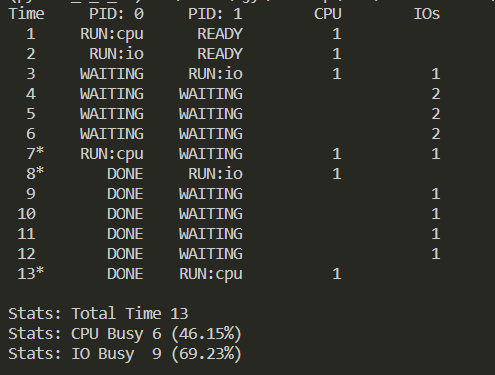 Time PID: 0 PID: 1 CPU IOs
1 RUN:cpu READY 1
2 RUN:io READY 1
3 WAITING RUN:io 1 1
4 WAITING WAITING 2
5 WAITING WAITING 2
6 WAITING WAITING 2
7* RUN:cpu WAITING 1 1
8* DONE RUN:io 1
9 DONE WAITING 1
10 DONE WAITING 1
11 DONE WAITING 1
12 DONE WAITING 1
13* DONE RUN:cpu 1
Stats: Total Time 13
Stats: CPU Busy 6 (46.15%)
Stats: IO Busy 9 (69.23%)